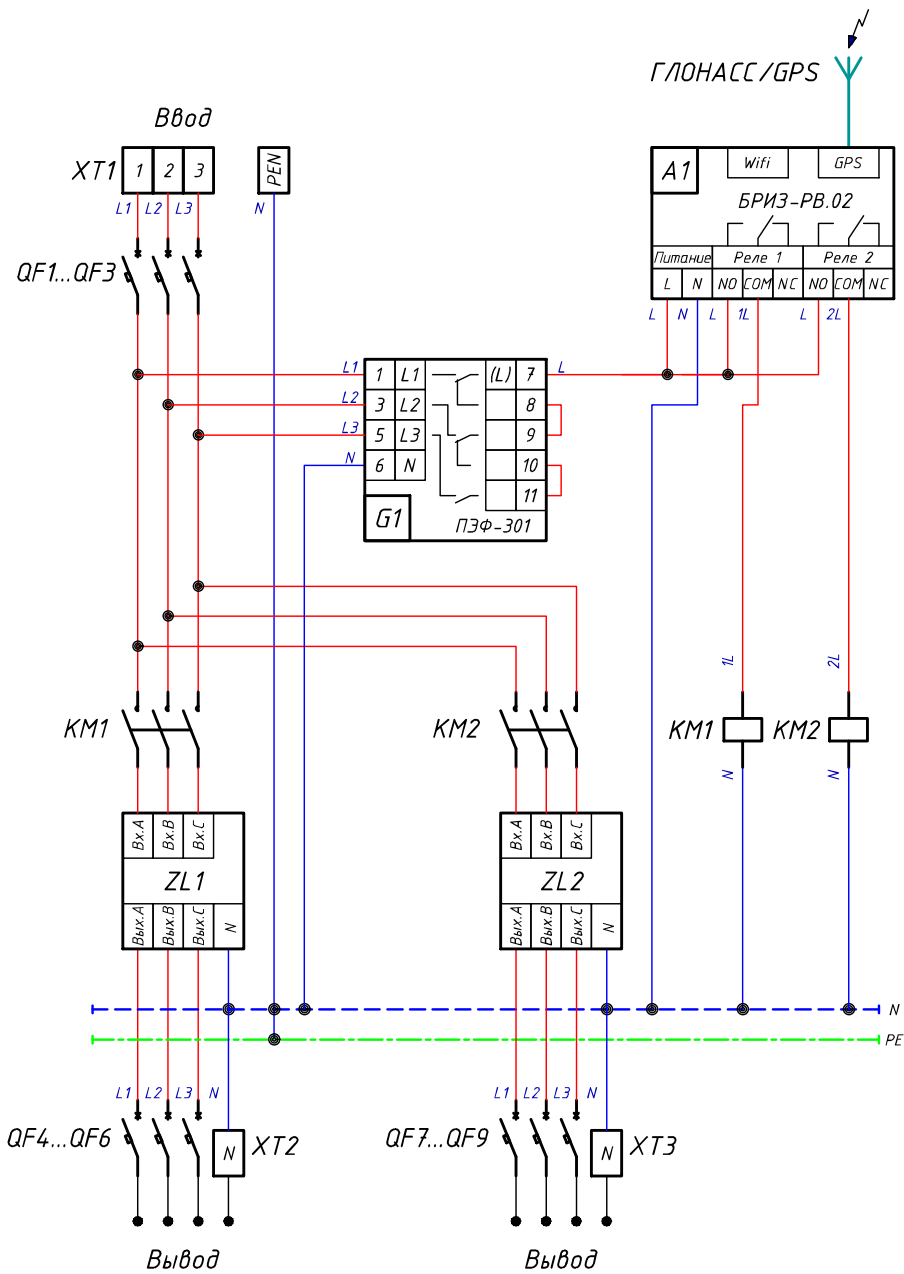 ГЛОНАСС/GPS
Ввод
XT1 1 2 3 PEN
A1 Wifi GPS
БРИЗ-РВ.02
L1 L2 L3 N
QF1...QF3
Питание Реле 1 Реле 2
L N NO COM NC NO COM NC
L N L 1L L 2L
L1 1 L1 (L) 7 L
L2 3 L2 8
L3 5 L3 9
N 6 N 10
11
G1 ПЭФ-301
1L 2L
KM1 KM2 KM1 KM2
N N
Вх.A Вх.B Вх.C Вх.A Вх.B Вх.C
ZL1 ZL2
Вых.A Вых.B Вых.C N Вых.A Вых.B Вых.C N
N
PE
L1 L2 L3 N L1 L2 L3 N
QF4...QF6 N XT2 QF7...QF9 N XT3
Вывод Вывод